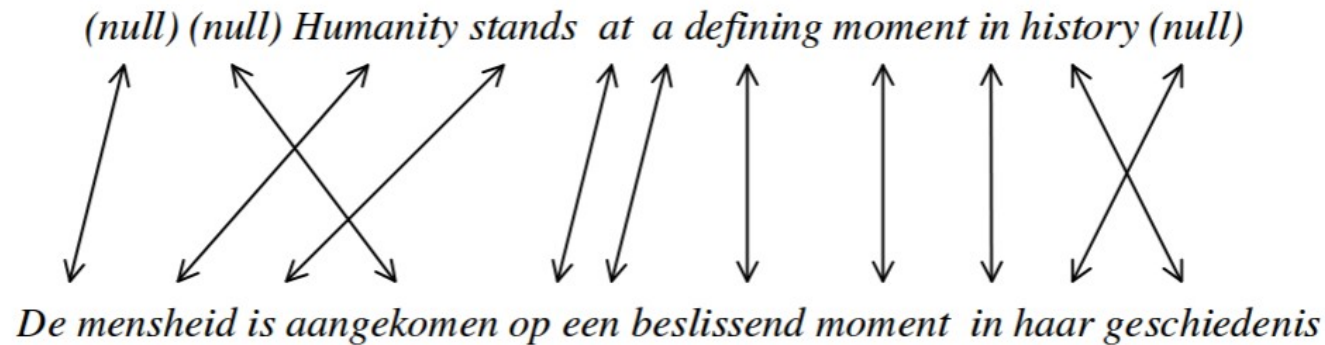 (null) (null) Humanity stands at a defining moment in history (null)
De mensheid is aangekomen op een beslissend moment in haar geschiedenis